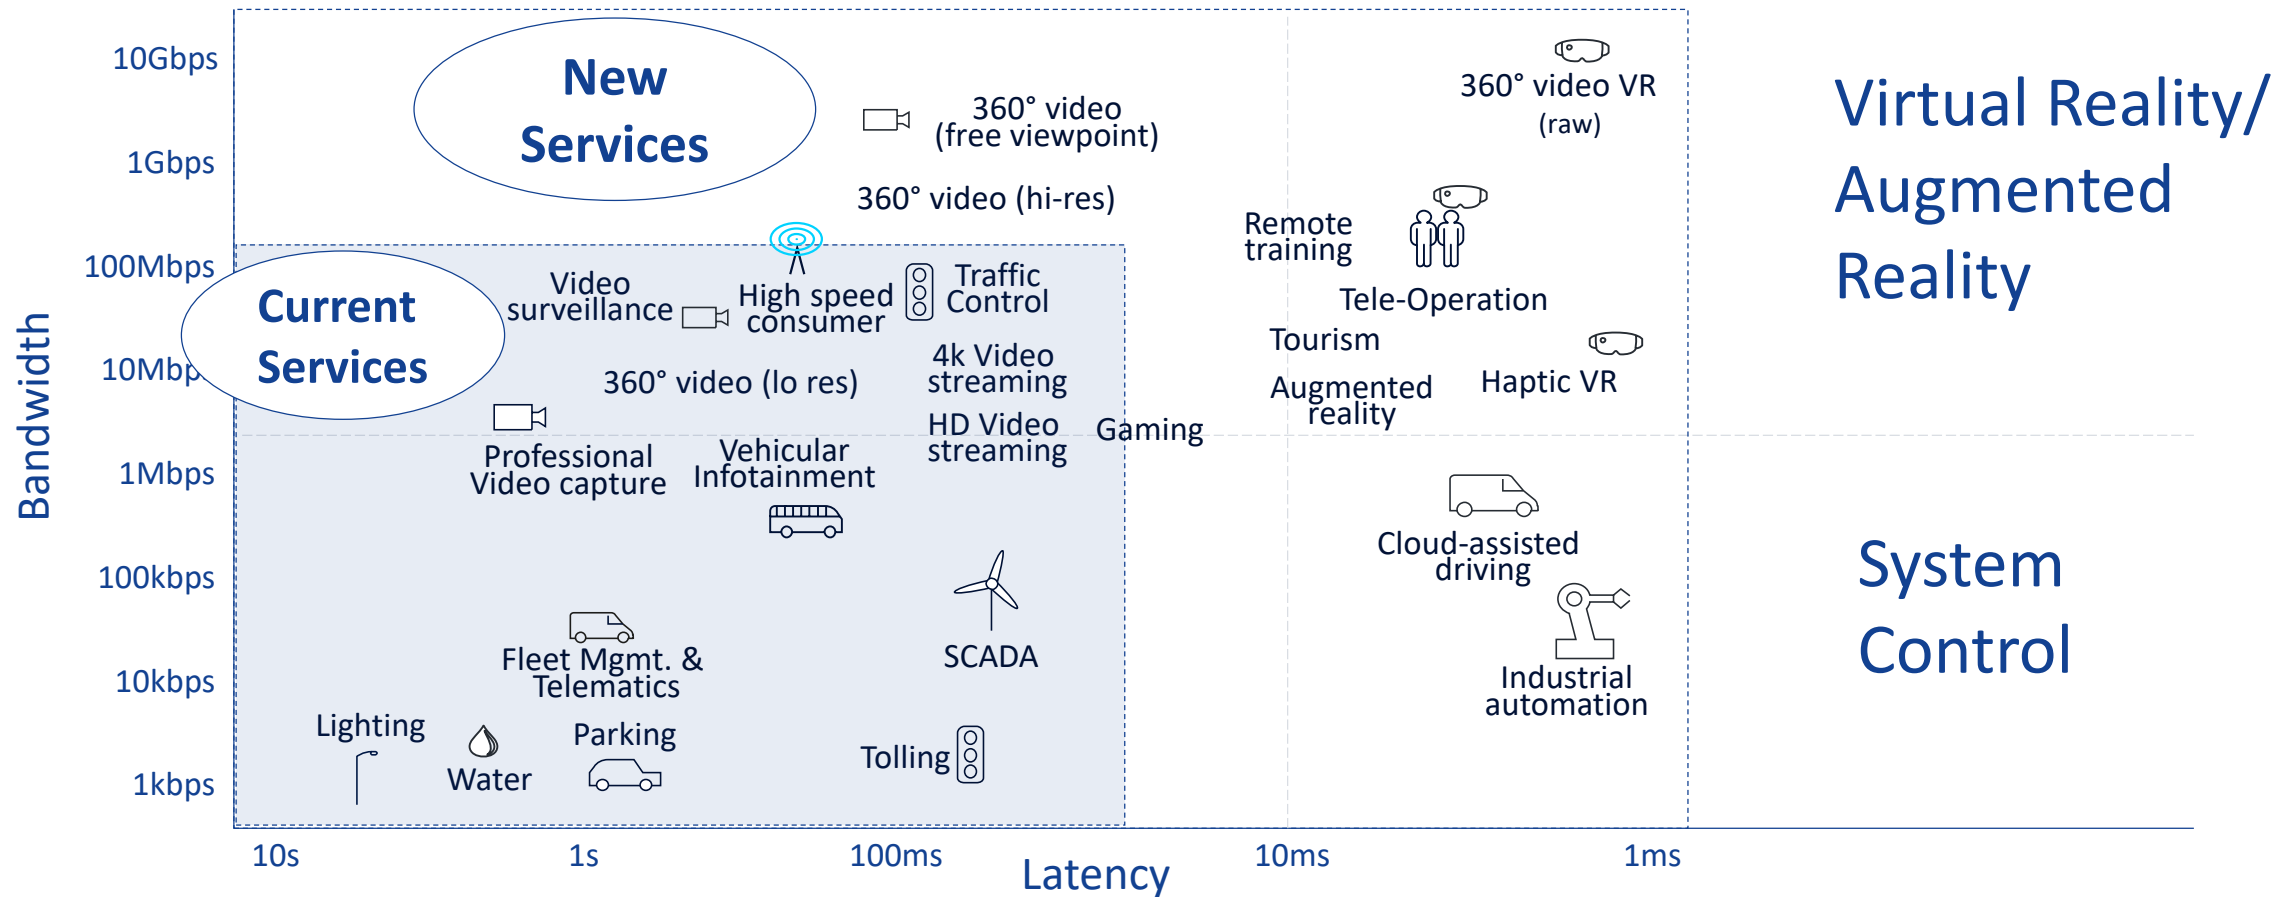 10Gbps
1Gbps
100Mbps
10Mbp
1Mbps
100kbps
10kbps
1kbps
Bandwidth
New
Services
Current
Services
360° video
(free viewpoint)
360° video (hi-res)
360° video VR
(raw)
Remote
training
Tele-Operation
Tourism
Augmented
reality
Haptic VR
Video
surveillance
High speed
consumer
Traffic
Control
360° video (lo res)
4k Video
streaming
HD Video
streaming
Gaming
Professional
Video capture
Vehicular
Infotainment
Cloud-assisted
driving
Industrial
automation
Fleet Mgmt. &
Telematics
SCADA
Lighting
Water
Parking
Tolling
Virtual Reality/
Augmented
Reality
System
Control
10s
1s
100ms
10ms
1ms
Latency